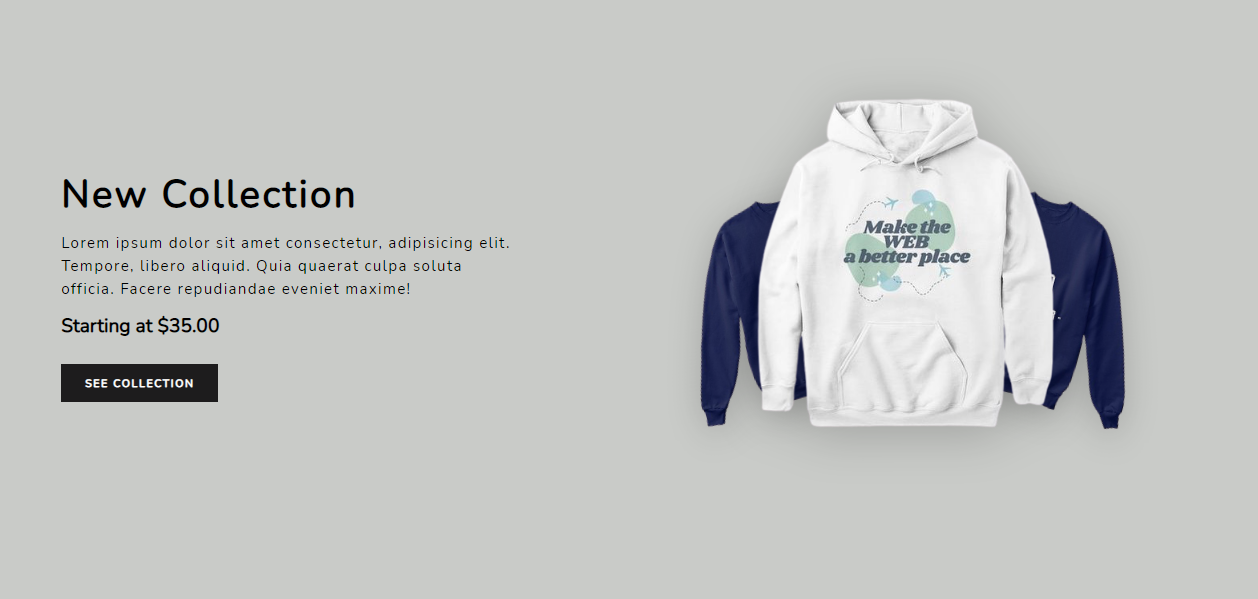 New Collection
Lorem ipsum dolor sit amet consectetur, adipisicing elit.
Tempore, libero aliquid. Quia quaerat culpa soluta
officia. Facere repudiandae eveniet maxime!
Starting at $35.00
SEE COLLECTION
Make the
WEB
a better place